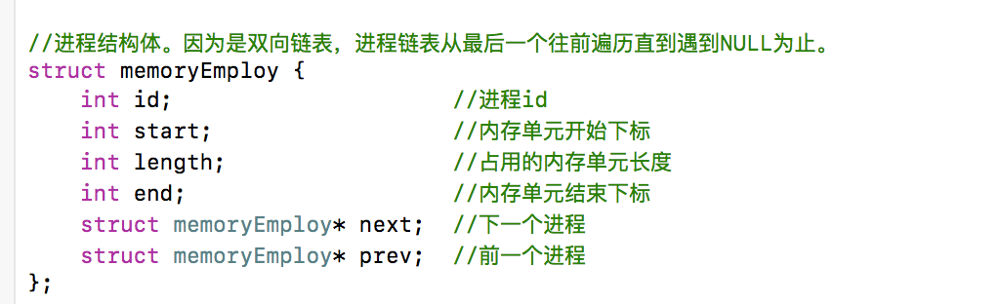 //进程结构体。因为是双向链表，进程链表从最后一个往前遍历直到遇到NULL为止。
struct memoryEmploy {
    int id;                     //进程id
    int start;                  //内存单元开始下标
    int length;                 //占用的内存单元长度
    int end;                    //内存单元结束下标
    struct memoryEmploy* next;  //下一个进程
    struct memoryEmploy* prev;  //前一个进程
};